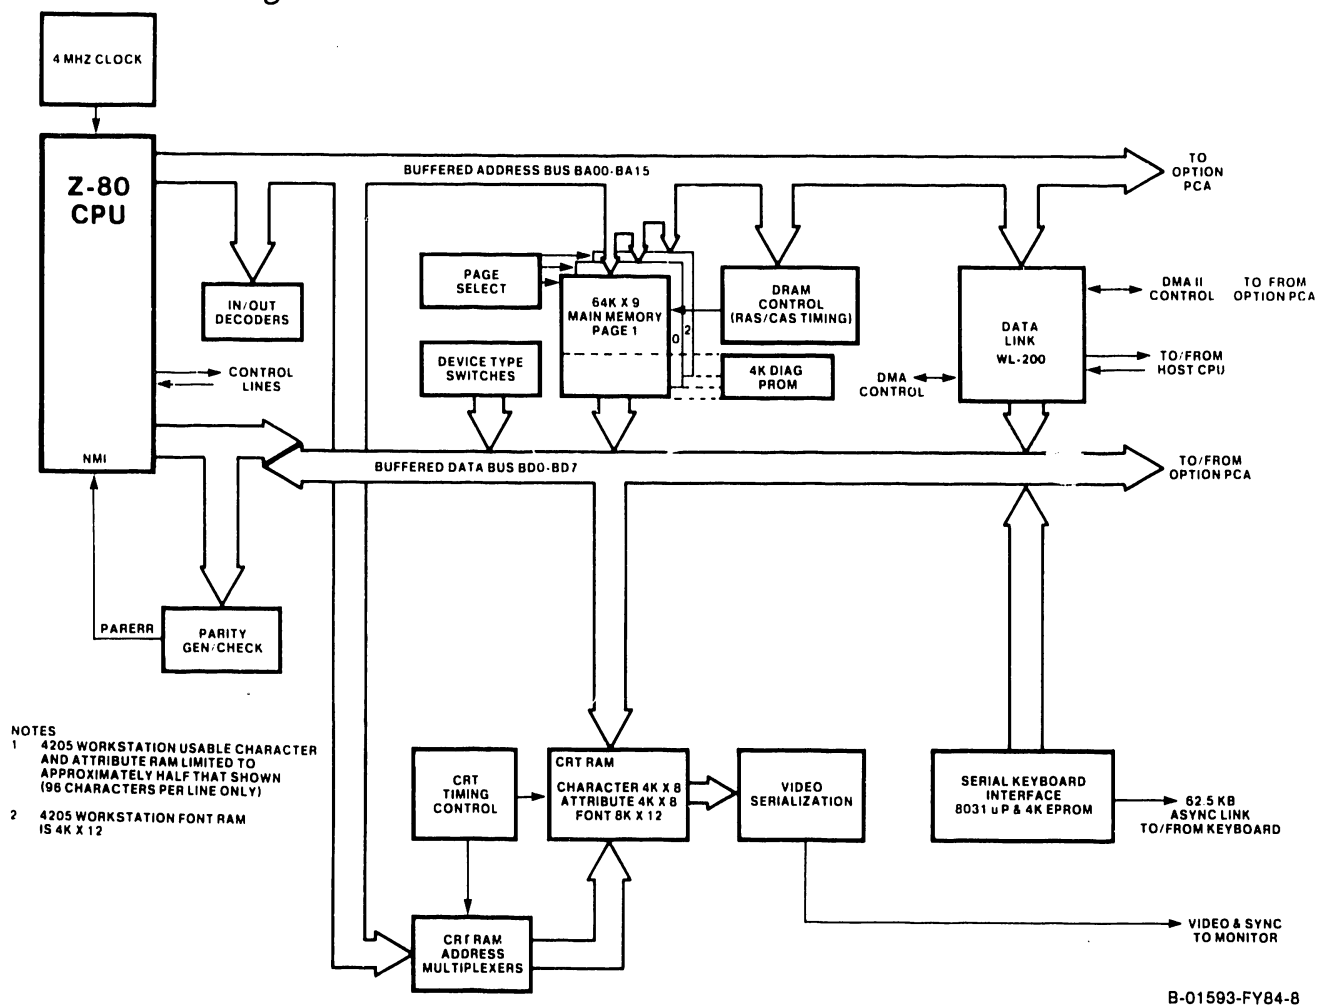 4 MHZ CLOCK
Z-80
CPU
NMI
BUFFERED ADDRESS BUS BA00-BA15
TO
OPTION
PCA
IN/OUT
DECODERS
CONTROL
LINES
PAGE
SELECT
DEVICE TYPE
SWITCHES
64K X 9
MAIN MEMORY
PAGE 1
0
2
DRAM
CONTROL
(RAS/CAS TIMING)
4K DIAG
PROM
DATA
LINK
WL-200
DMA
CONTROL
DMA II
CONTROL
TO FROM
OPTION PCA
TO/FROM
HOST CPU
BUFFERED DATA BUS BD0-BD7
TO/FROM
OPTION PCA
PARERR
PARITY
GEN/CHECK
NOTES
1 4205 WORKSTATION USABLE CHARACTER
AND ATTRIBUTE RAM LIMITED TO
APPROXIMATELY HALF THAT SHOWN
(96 CHARACTERS PER LINE ONLY)
2 4205 WORKSTATION FONT RAM
IS 4K X 12
CRT
TIMING
CONTROL
CRT RAM
CHARACTER 4K X 8
ATTRIBUTE 4K X 8
FONT 8K X 12
VIDEO
SERIALIZATION
SERIAL KEYBOARD
INTERFACE
8031 uP & 4K EPROM
62.5 KB
ASYNC LINK
TO/FROM KEYBOARD
CRT RAM
ADDRESS
MULTIPLEXERS
VIDEO & SYNC
TO MONITOR
B-01593-FY84-8